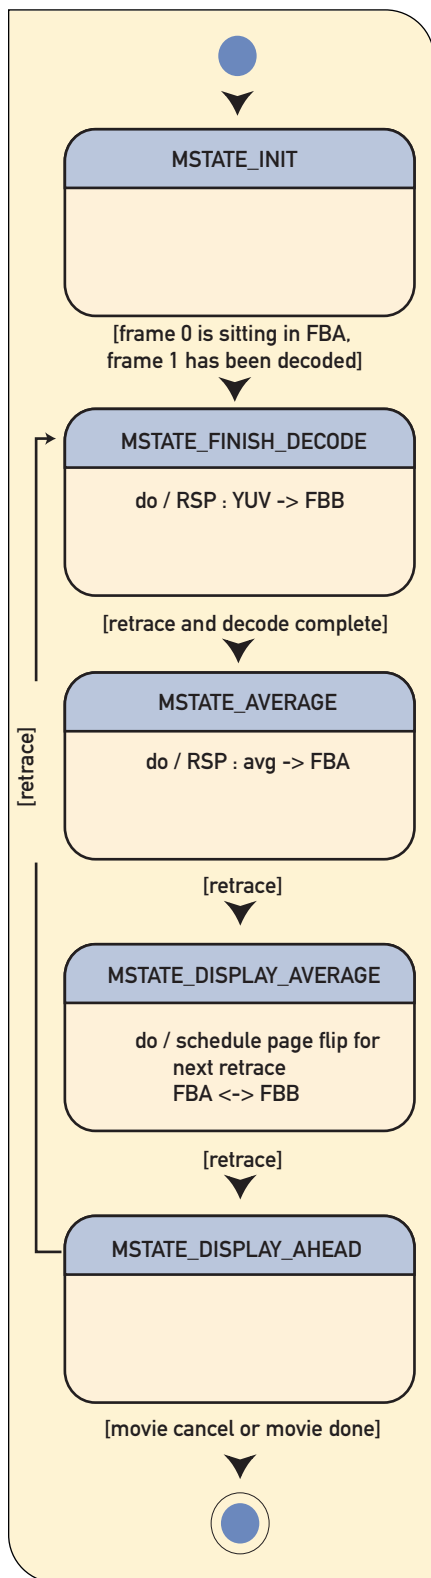 MSTATE_INIT
[frame 0 is sitting in FBA,
frame 1 has been decoded]
MSTATE_FINISH_DECODE
do / RSP : YUV -> FBB
[retrace and decode complete]
MSTATE_AVERAGE
do / RSP : avg -> FBA
[retrace]
[retrace]
MSTATE_DISPLAY_AVERAGE
do / schedule page flip for
next retrace
FBA <-> FBB
[retrace]
MSTATE_DISPLAY_AHEAD
[movie cancel or movie done]